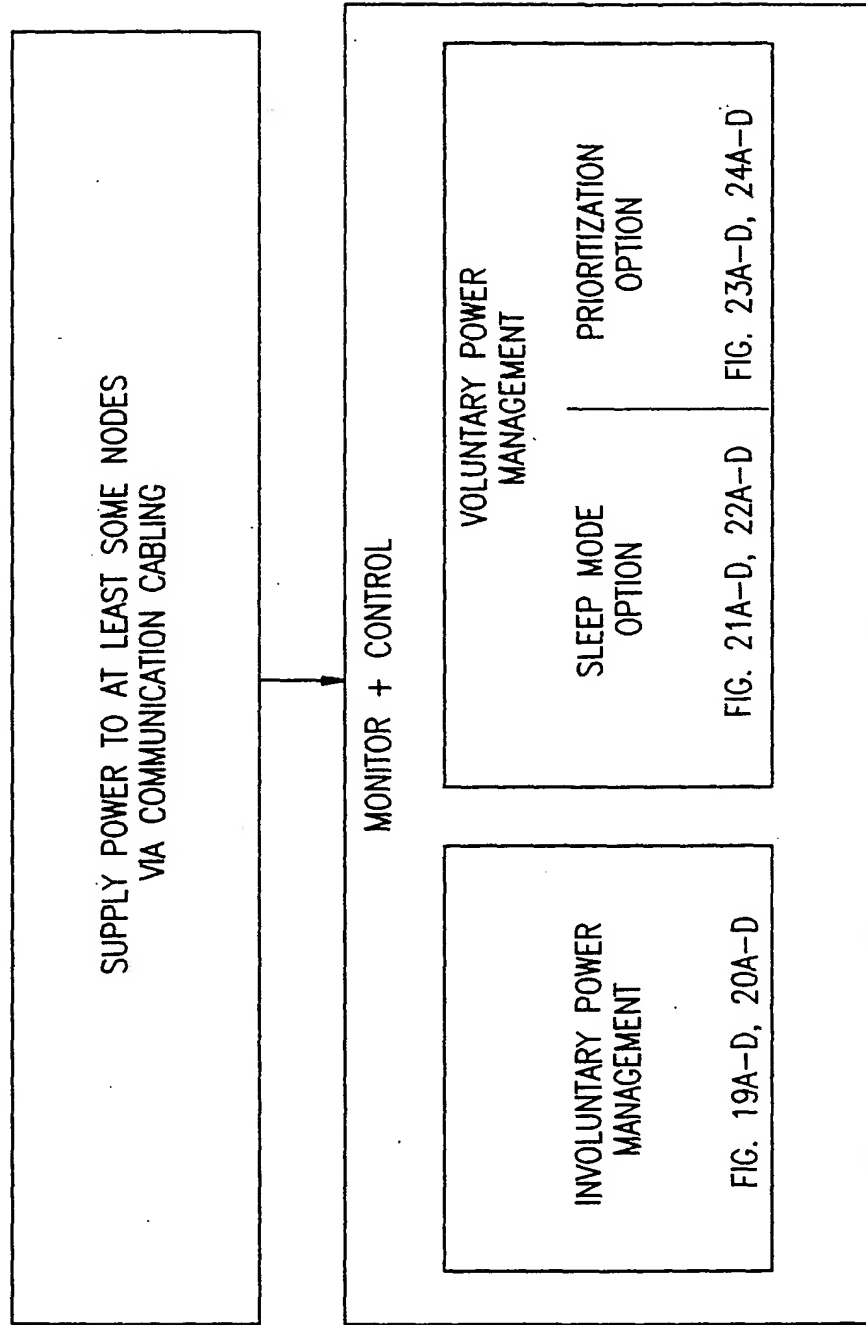 SUPPLY POWER TO AT LEAST SOME NODES
VIA COMMUNICATION CABLING
MONITOR + CONTROL
INVOLUNTARY POWER
MANAGEMENT
FIG. 19A-D, 20A-D
VOLUNTARY POWER
MANAGEMENT
SLEEP MODE
OPTION
FIG. 21A-D, 22A-D
PRIORITIZATION
OPTION
FIG. 23A-D, 24A-D